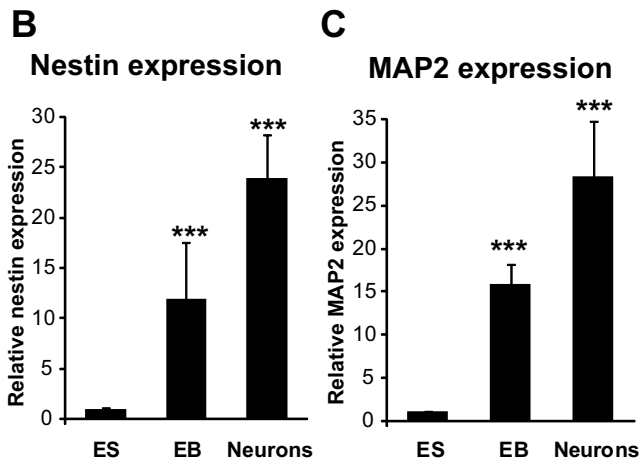 B
Nestin expression
Relative nestin expression
30
25
20
15
10
5
0
***
***
ES EB Neurons
C
MAP2 expression
Relative MAP2 expression
35
30
25
20
15
10
5
0
***
***
ES EB Neurons